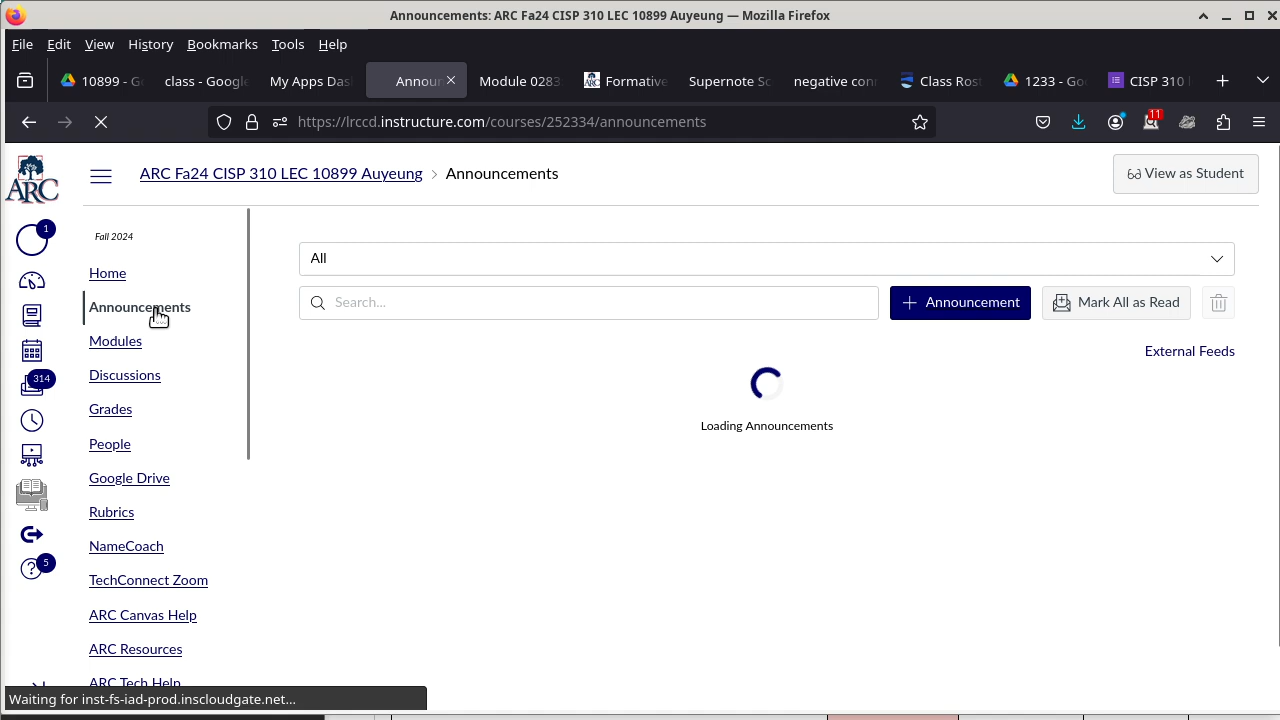 Announcements: ARC Fa24 CISP 310 LEC 10899 Auyeung — Mozilla Firefox
File Edit View History Bookmarks Tools Help
10899 - Go class - Google My Apps Das Announ Module 0283 Formative Supernote Sc negative con Class Rost 1233 - Goo CISP 310
https://lrccd.instructure.com/courses/252334/announcements
11
ARC
ARC Fa24 CISP 310 LEC 10899 Auyeung > Announcements
View as Student
1
Fall 2024
All
Home
Search...
Announcement
Mark All as Read
Announcements
Modules
External Feeds
Discussions
314
Loading Announcements
Grades
People
Google Drive
Rubrics
NameCoach
5
TechConnect Zoom
ARC Canvas Help
ARC Resources
ARC Tech Help
Waiting for inst-fs-iad-prod.inscloudgate.net...